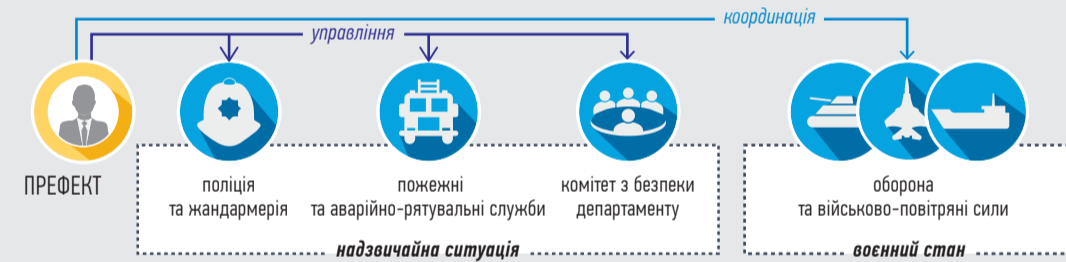 координація
управління
ПРЕФЕКТ
поліція
та жандармерія
пожежні
та аварійно-рятувальні служби
комітет з безпеки
департаменту
оборона
та військово-повітряні сили
надзвичайна ситуація
воєнний стан